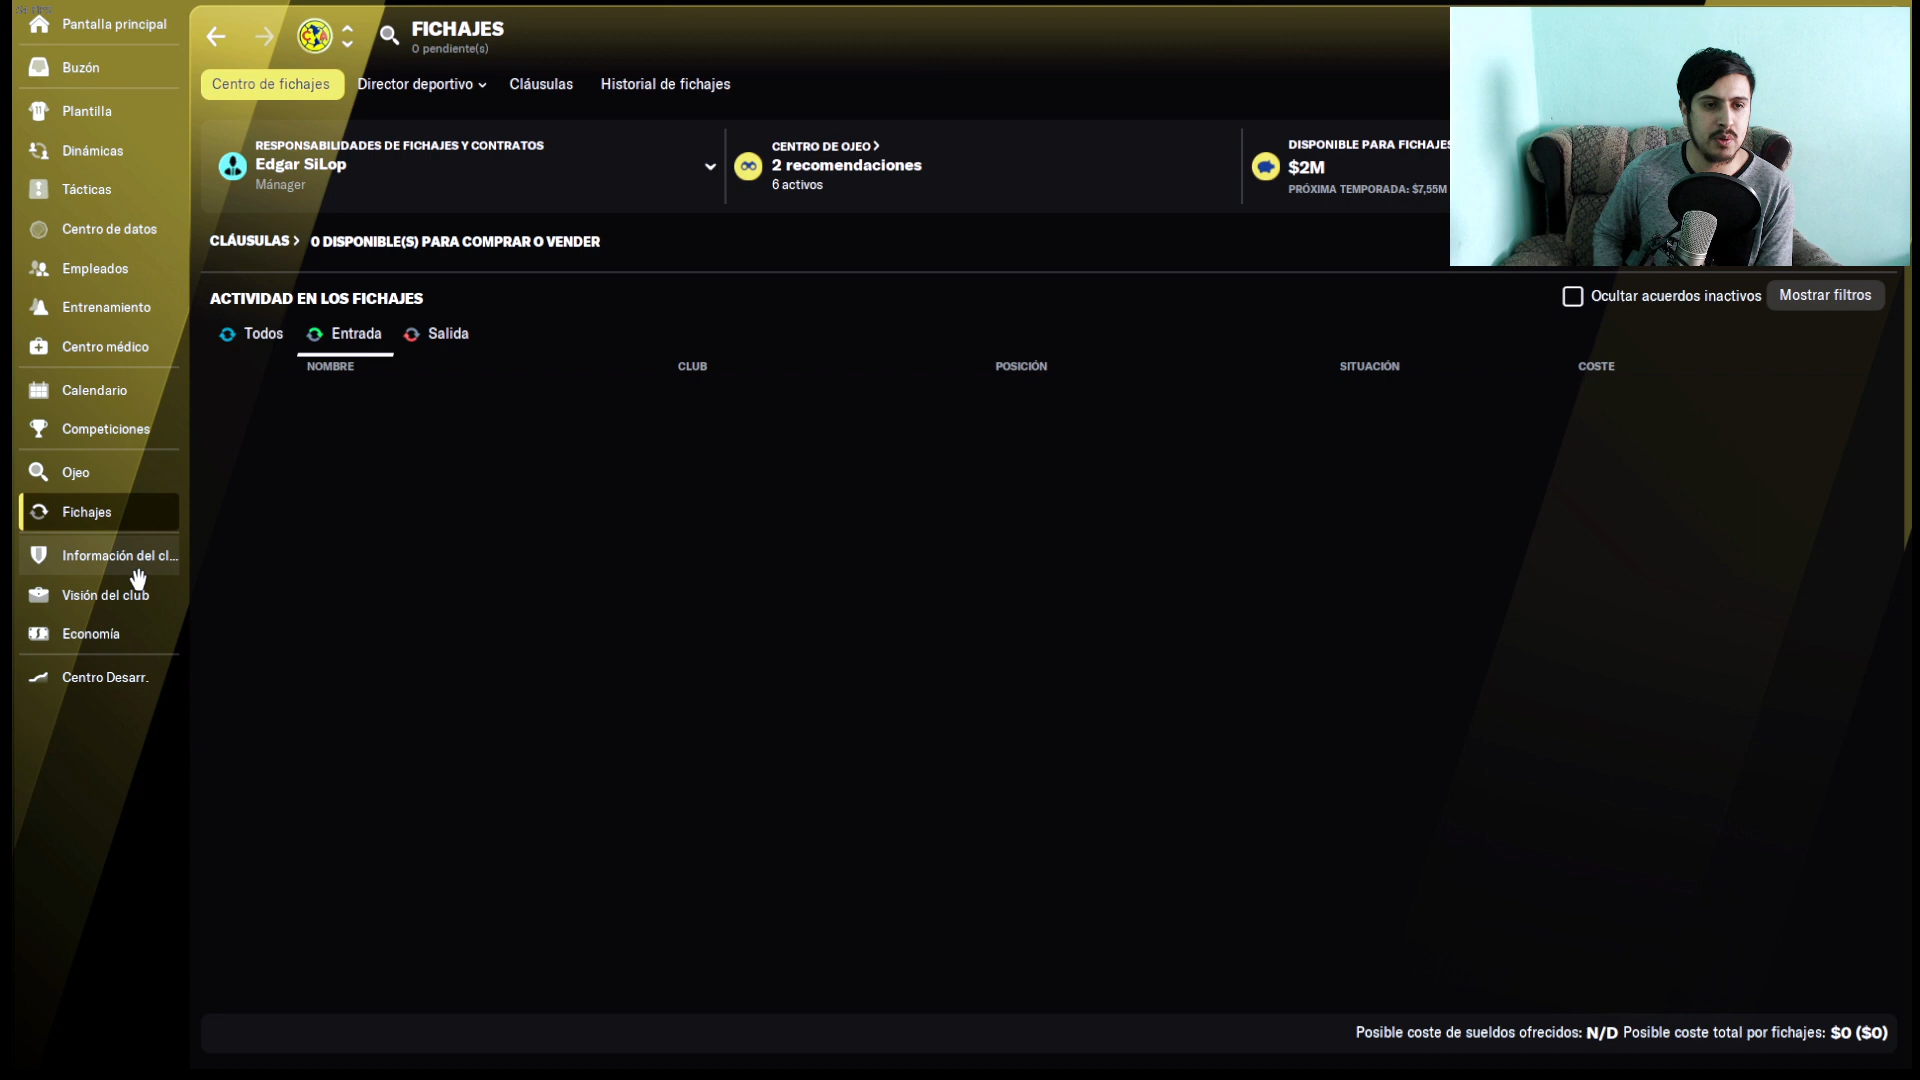 Pantalla principal
Buzón
Plantilla
Dinámicas
Tácticas
Centro de datos
Empleados
Entrenamiento
Centro médico
Calendario
Competiciones
Ojeo
Fichajes
Información del cl...
Visión del club
Economía
Centro Desarr.
FICHAJES
0 pendiente(s)
Centro de fichajes
Director deportivo
Cláusulas
Historial de fichajes
RESPONSABILIDADES DE FICHAJES Y CONTRATOS
Edgar SiLop
Mánager
CENTRO DE OJEO
2 recomendaciones
6 activos
DISPONIBLE PARA FICHAJES
$2M
PRÓXIMA TEMPORADA: $7,55M
CLÁUSULAS > 0 DISPONIBLE(S) PARA COMPRAR O VENDER
ACTIVIDAD EN LOS FICHAJES
Ocultar acuerdos inactivos
Mostrar filtros
Todos
Entrada
Salida
NOMBRE CLUB POSICIÓN SITUACIÓN COSTE
Posible coste de sueldos ofrecidos: N/D Posible coste total por fichajes: $0 ($0)